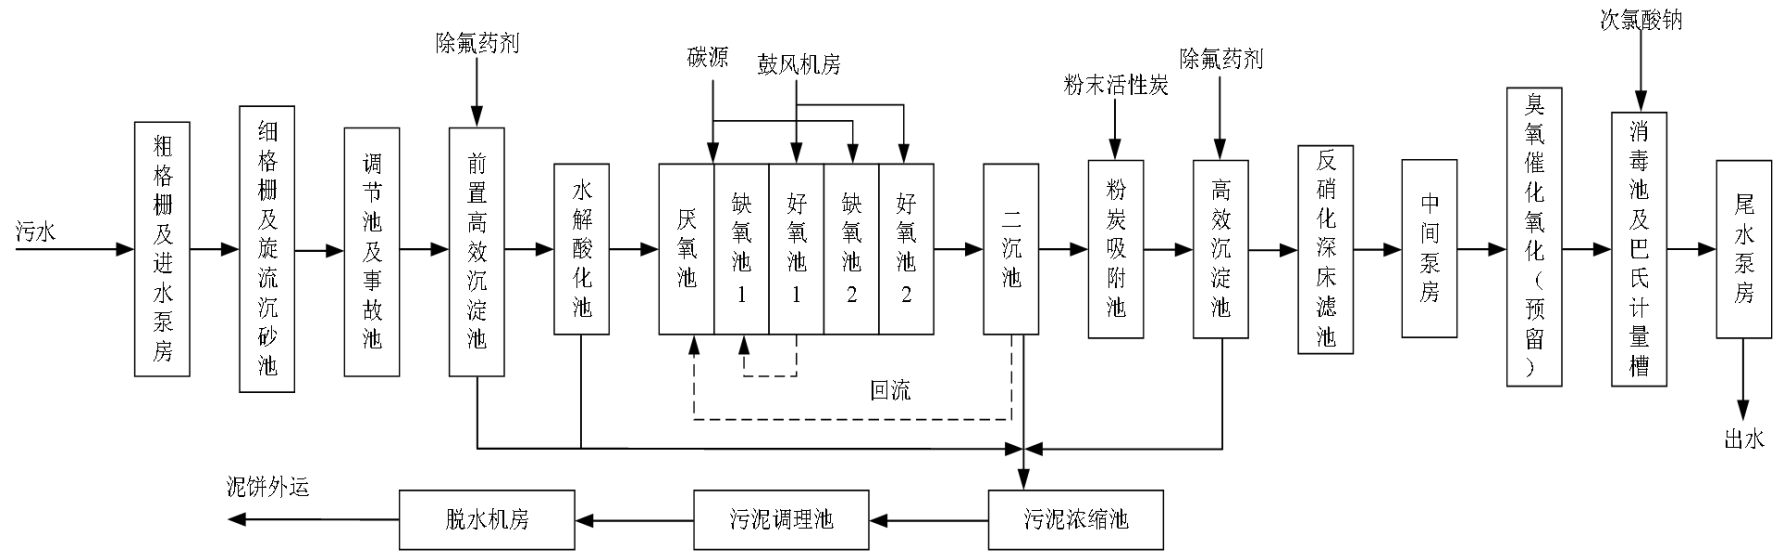 次氯酸钠
除氟药剂
碳源
鼓风机房
除氟药剂
粉末活性炭
污水
粗格栅及进水泵房
细格栅及旋流沉砂池
调节池及事故池
前置高效沉淀池
水解酸化池
厌氧池
缺氧池1
好氧池1
缺氧池2
好氧池2
二沉池
粉炭吸附池
高效沉淀池
反硝化深床滤池
中间泵房
臭氧催化氧化(预留)
消毒池及巴氏计量槽
尾水泵房
回流
出水
泥饼外运
脱水机房
污泥调理池
污泥浓缩池